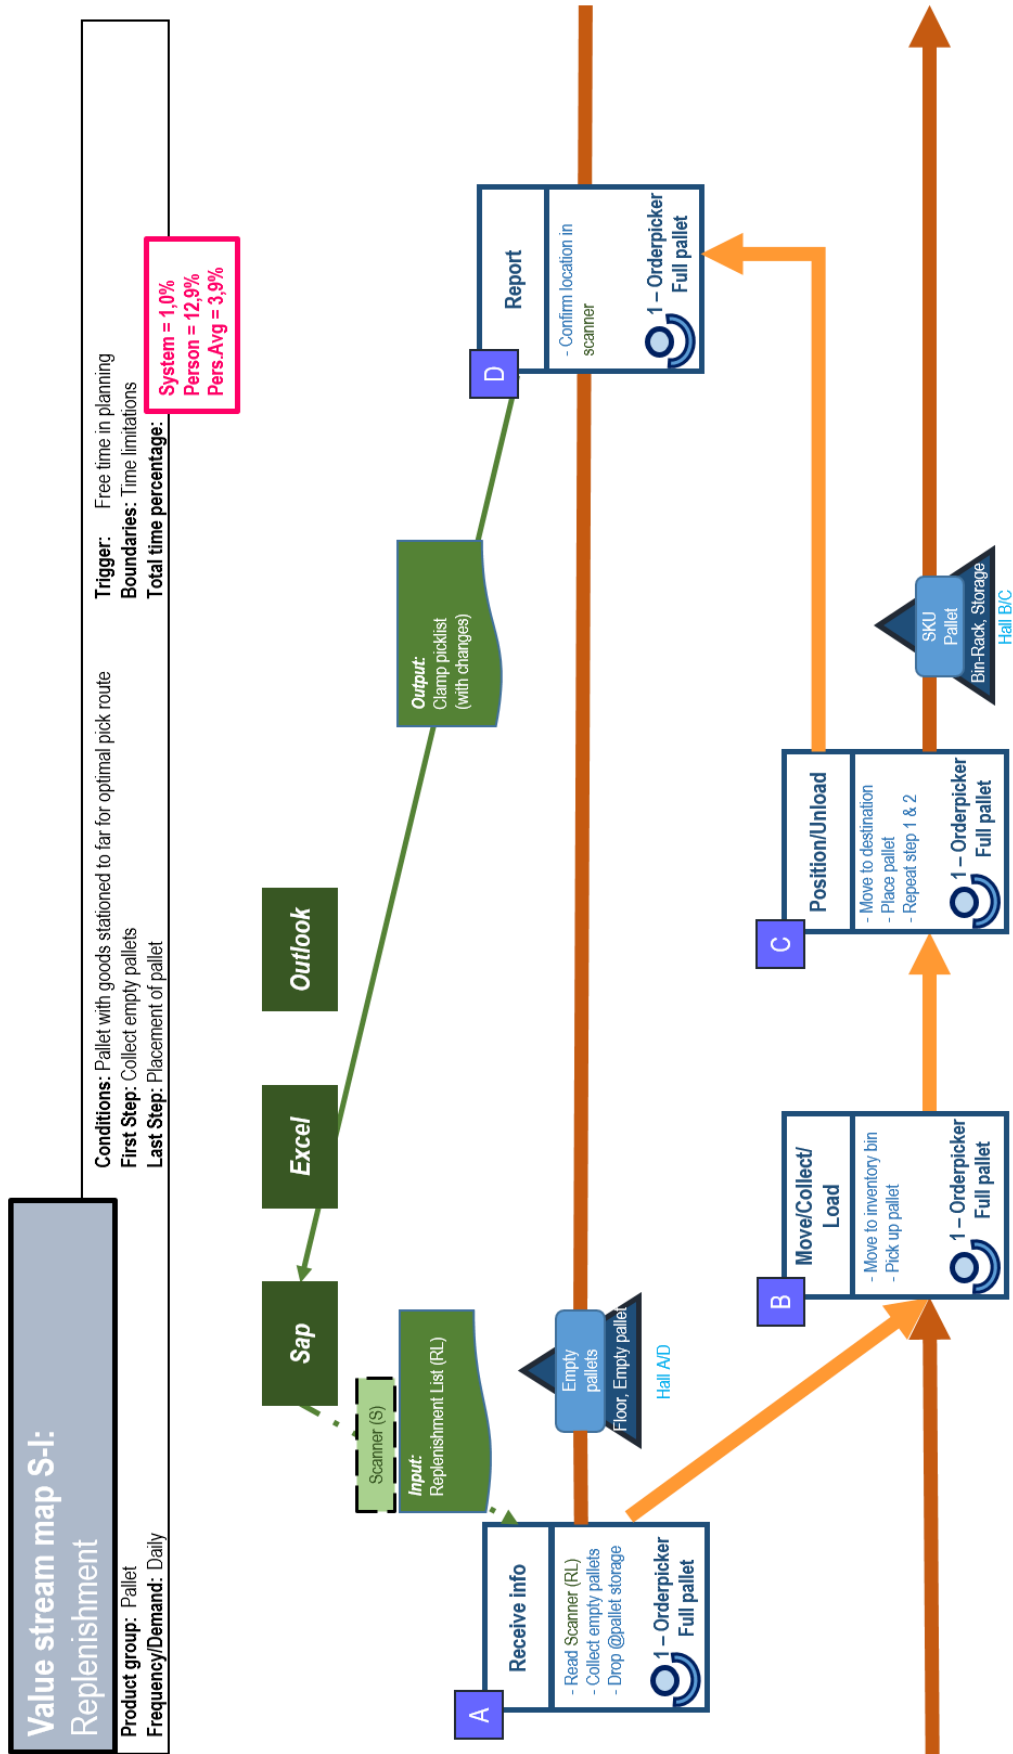 Value stream map S-I:
Replenishment
Product group: Pallet
Frequency/Demand: Daily
Conditions: Pallet with goods stationed to far for optimal pick route
First Step: Collect empty pallets
Last Step: Placement of pallet
Trigger: Free time in planning
Boundaries: Time limitations
Total time percentage:
System = 1,0%
Person = 12,9%
Pers.Avg = 3,9%
Sap
Excel
Outlook
Scanner (S)
Input:
Replenishment List (RL)
Output:
Clamp picklist
(with changes)
A
Receive info
- Read Scanner (RL)
- Collect empty pallets
- Drop @pallet storage
1 – Orderpicker
Full pallet
Empty
pallets
Floor, Empty pallet
Hall A/D
D
Report
- Confirm location in
scanner
1 – Orderpicker
Full pallet
B
Move/Collect/
Load
- Move to inventory bin
- Pick up pallet
1 – Orderpicker
Full pallet
C
Position/Unload
- Move to destination
- Place pallet
- Repeat step 1 & 2
1 – Orderpicker
Full pallet
SKU
Pallet
Bin-Rack, Storage
Hall B/C